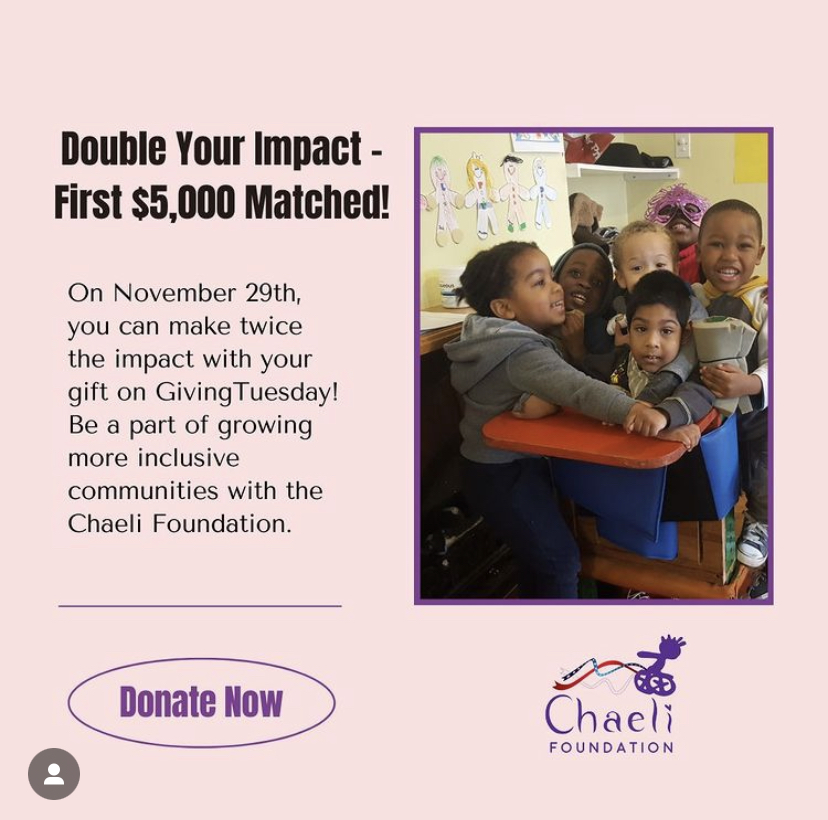 Double Your Impact -
First $5,000 Matched!
On November 29th,
you can make twice
the impact with your
gift on GivingTuesday!
Be a part of growing
more inclusive
communities with the
Chaeli Foundation.
Donate Now
Chaeli
FOUNDATION